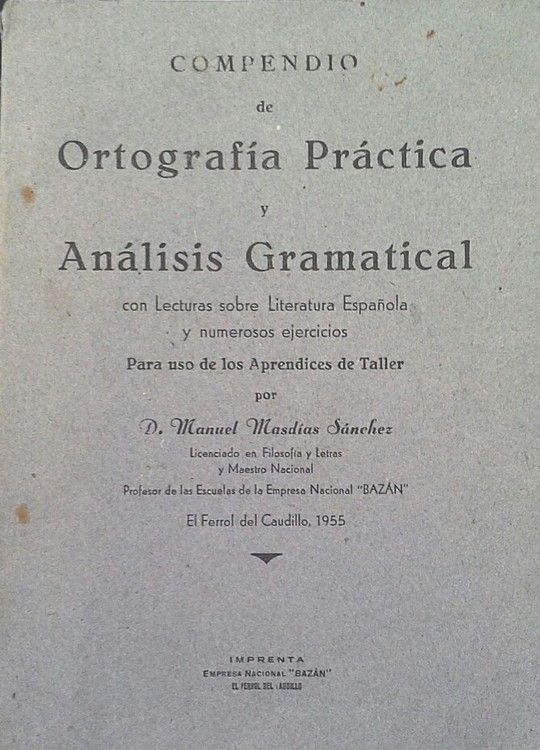 COMPENDIO
de
Ortografía Práctica
y
Análisis Gramatical
con Lecturas sobre Literatura Española
y numerosos ejercicios
Para uso de los Aprendices de Taller
por
D. Manuel Masdías Sánchez
Licenciado en Filosofía y Letras
y Maestro Nacional
Profesor de las Escuelas de la Empresa Nacional "BAZÁN"
El Ferrol del Caudillo, 1955
IMPRENTA
EMPRESA NACIONAL "BAZÁN"
EL FERROL DEL CAUDILLO